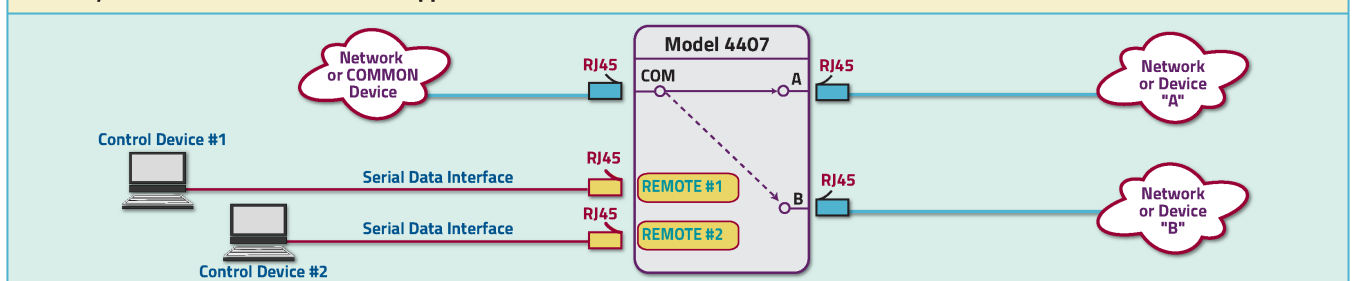 Model 4407
Network
or COMMON
Device
RJ45
COM
A
RJ45
Network
or Device
"A"
Control Device #1
Serial Data Interface
RJ45
REMOTE #1
B
RJ45
Network
or Device
"B"
Serial Data Interface
RJ45
REMOTE #2
Control Device #2